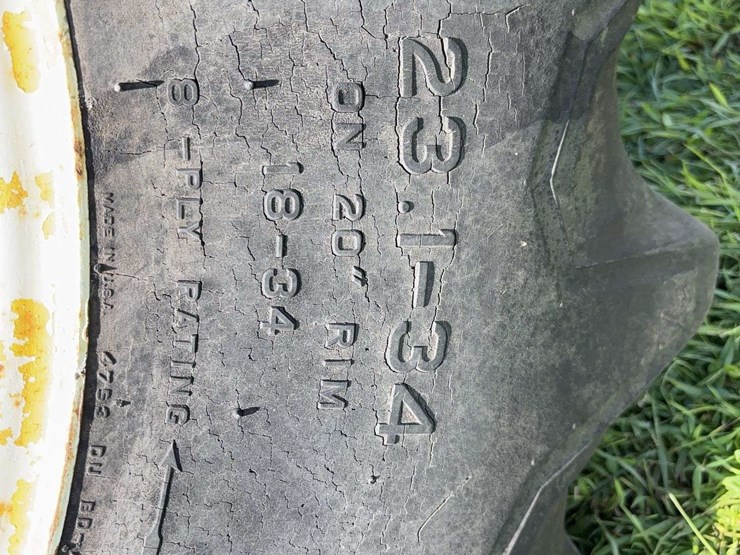 23.1-34
ON 20" RIM
18-34
8-PLY RATING
MADE IN U.S.A.